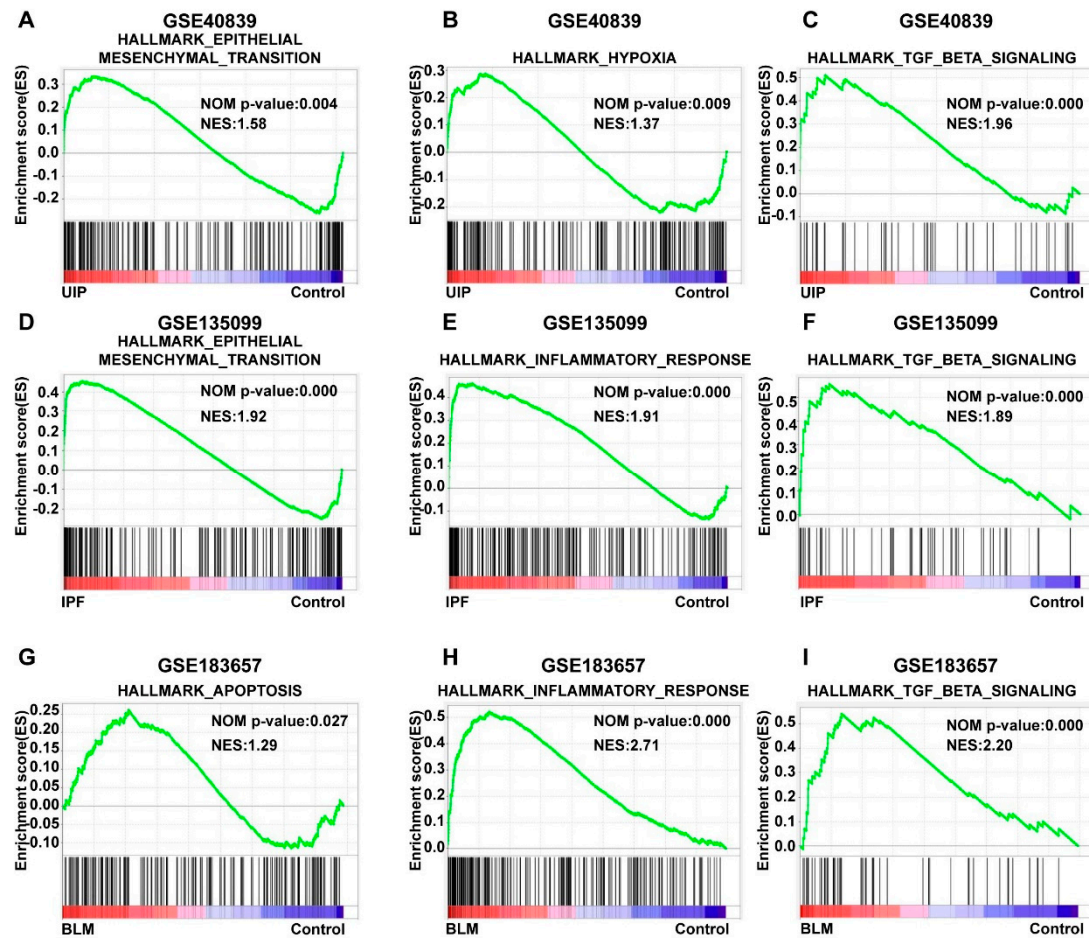 A
GSE40839
HALLMARK_EPITHELIAL
MESENCHYMAL_TRANSITION
Enrichment score(ES)
0.3
0.2
0.1
0.0
-0.1
-0.2
NOM p-value:0.004
NES:1.58
UIP
Control
B
GSE40839
HALLMARK_HYPOXIA
Enrichment score(ES)
0.3
0.2
0.1
0.0
-0.1
-0.2
NOM p-value:0.009
NES:1.37
UIP
Control
C
GSE40839
HALLMARK_TGF_BETA_SIGNALING
Enrichment score(ES)
0.5
0.4
0.3
0.2
0.1
0.0
-0.1
NOM p-value:0.000
NES:1.96
UIP
Control
D
GSE135099
HALLMARK_EPITHELIAL
MESENCHYMAL_TRANSITION
Enrichment score(ES)
0.4
0.3
0.2
0.1
0.0
-0.1
-0.2
NOM p-value:0.000
NES:1.92
IPF
Control
E
GSE135099
HALLMARK_INFLAMMATORY_RESPONSE
Enrichment score(ES)
0.4
0.3
0.2
0.1
0.0
-0.1
NOM p-value:0.000
NES:1.91
IPF
Control
F
GSE135099
HALLMARK_TGF_BETA_SIGNALING
Enrichment score(ES)
0.5
0.4
0.3
0.2
0.1
0.0
NOM p-value:0.000
NES:1.89
IPF
Control
G
GSE183657
HALLMARK_APOPTOSIS
Enrichment score(ES)
0.25
0.20
0.15
0.10
0.05
0.00
-0.05
-0.10
NOM p-value:0.027
NES:1.29
BLM
Control
H
GSE183657
HALLMARK_INFLAMMATORY_RESPONSE
Enrichment score(ES)
0.5
0.4
0.3
0.2
0.1
0.0
NOM p-value:0.000
NES:2.71
BLM
Control
I
GSE183657
HALLMARK_TGF_BETA_SIGNALING
Enrichment score(ES)
0.5
0.4
0.3
0.2
0.1
0.0
NOM p-value:0.000
NES:2.20
BLM
Control